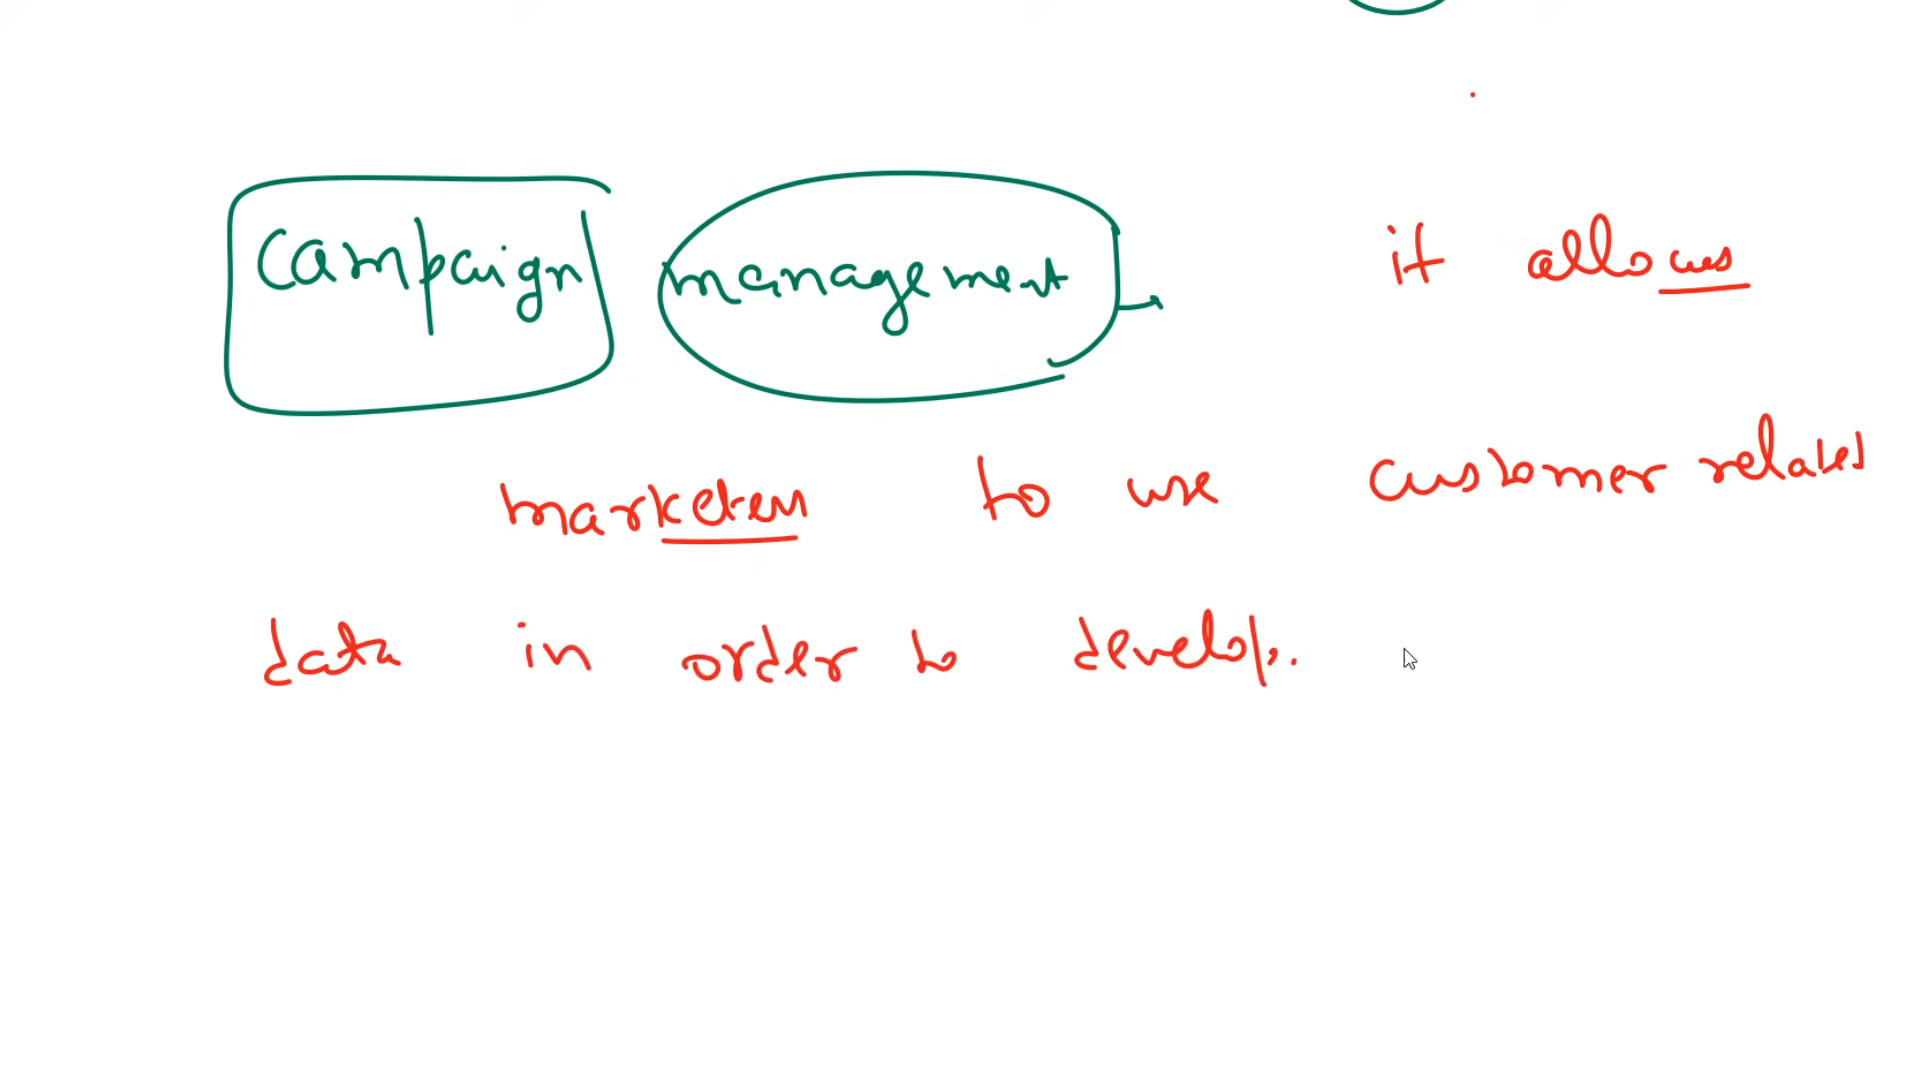 Campaign management it allows
marketers to use customer related
data in order to develop.